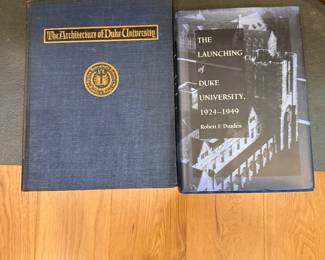 The Architecture of Duke University
THE
LAUNCHING
of
DUKE
UNIVERSITY,
1924–1949
Robert F. Durden